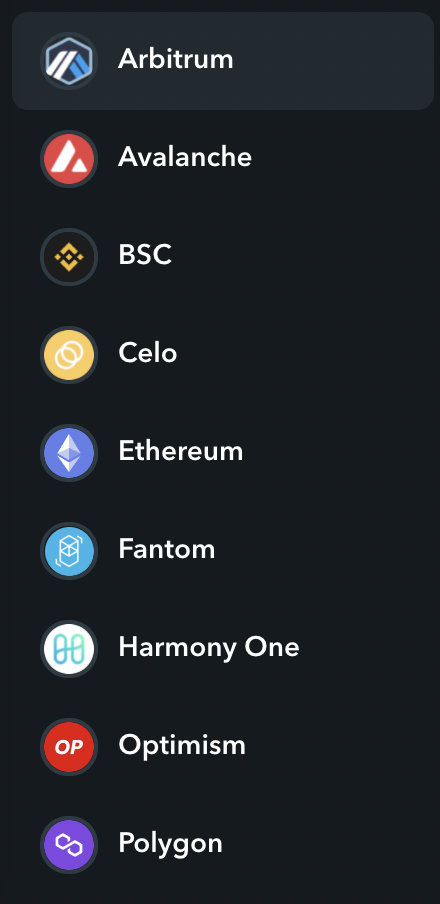 Arbitrum
Avalanche
BSC
Celo
Ethereum
Fantom
Harmony One
OP Optimism
Polygon